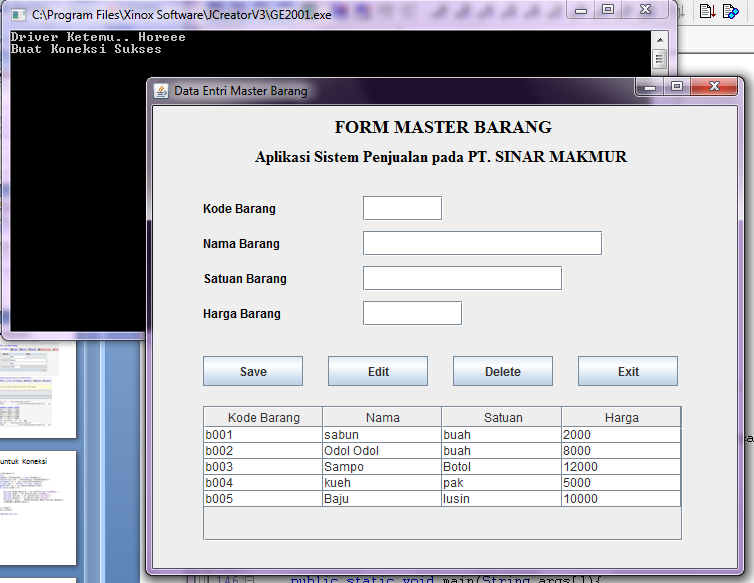 C:\Program Files\Xinox Software\JCreatorV3\GE2001.exe
Driver Ketemu.. Horeee
Buat Koneksi Sukses
Data Entri Master Barang
FORM MASTER BARANG
Aplikasi Sistem Penjualan pada PT. SINAR MAKMUR
Kode Barang
Nama Barang
Satuan Barang
Harga Barang
Save Edit Delete Exit
Kode Barang Nama Satuan Harga
b001 sabun buah 2000
b002 Odol Odol buah 8000
b003 Sampo Botol 12000
b004 kueh pak 5000
b005 Baju lusin 10000
untuk Koneksi
146 public static void main(String args[]){